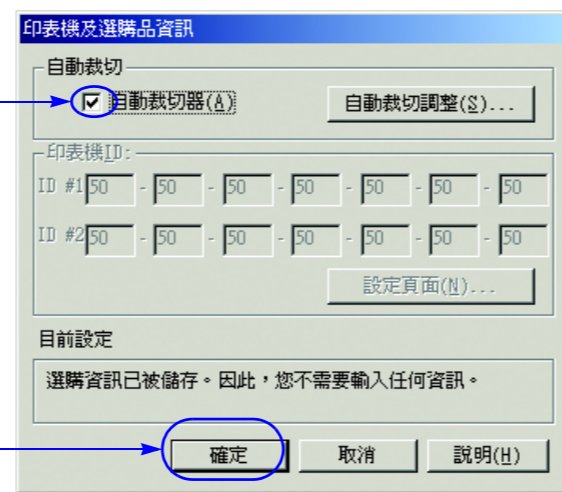 印表機及選購品資訊
自動裁切
自動裁切器(A) 自動裁切調整(S)...
印表機ID:
ID #1 50 - 50 - 50 - 50 - 50 - 50 - 50
ID #2 50 - 50 - 50 - 50 - 50 - 50 - 50
設定頁面(N)...
目前設定
選購資訊已被儲存。因此，您不需要輸入任何資訊。
確定 取消 說明(H)